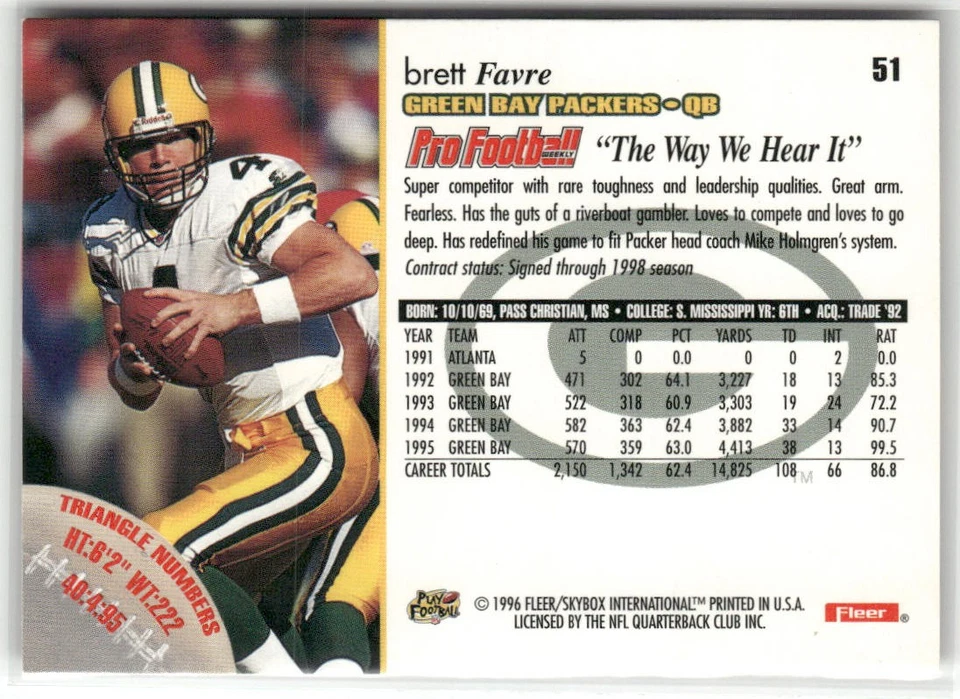 brett Favre
51
GREEN BAY PACKERS • QB
Pro Football WEEKLY "The Way We Hear It"
Super competitor with rare toughness and leadership qualities. Great arm.
Fearless. Has the guts of a riverboat gambler. Loves to compete and loves to go
deep. Has redefined his game to fit Packer head coach Mike Holmgren's system.
Contract status: Signed through 1998 season
BORN: 10/10/69, PASS CHRISTIAN, MS • COLLEGE: S. MISSISSIPPI YR: 6TH • ACQ.: TRADE '92
YEAR TEAM ATT COMP PCT YARDS TD INT RAT
1991 ATLANTA 5 0 0.0 0 0 2 0.0
1992 GREEN BAY 471 302 64.1 3,227 18 13 85.3
1993 GREEN BAY 522 318 60.9 3,303 19 24 72.2
1994 GREEN BAY 582 363 62.4 3,882 33 14 90.7
1995 GREEN BAY 570 359 63.0 4,413 38 13 99.5
CAREER TOTALS 2,150 1,342 62.4 14,825 108 66 86.8
TM
G
Riddell
4
4
TRIANGLE NUMBERS
HT:6'2" WT:222
40:4.95
PLAY FOOTBALL
© 1996 FLEER/SKYBOX INTERNATIONAL™ PRINTED IN U.S.A.
LICENSED BY THE NFL QUARTERBACK CLUB INC.
Fleer®